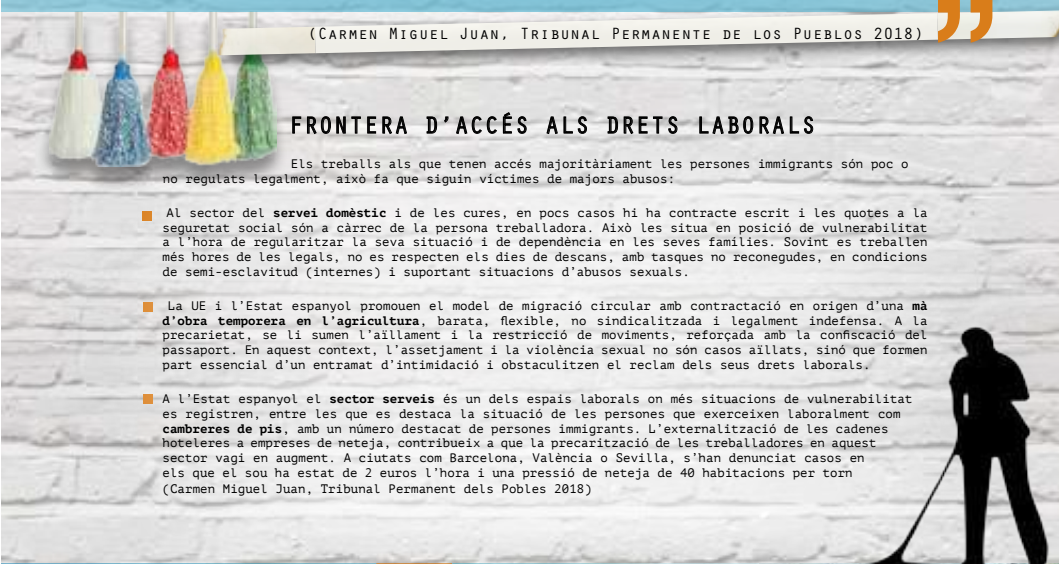 (Carmen Miguel Juan, Tribunal Permanente de los Pueblos 2018) ”
FRONTERA D’ACCÉS ALS DRETS LABORALS
Els treballs als que tenen accés majoritàriament les persones immigrants són poc o
no regulats legalment, això fa que siguin víctimes de majors abusos:
Al sector del servei domèstic i de les cures, en pocs casos hi ha contracte escrit i les quotes a la
seguretat social són a càrrec de la persona treballadora. Això les situa en posició de vulnerabilitat
a l’hora de regularitzar la seva situació i de dependència en les seves famílies. Sovint es treballen
més hores de les legals, no es respecten els dies de descans, amb tasques no reconegudes, en condicions
de semi-esclavitud (internes) i suportant situacions d’abusos sexuals.
La UE i l’Estat espanyol promouen el model de migració circular amb contractació en origen d’una mà
d’obra temporera en l’agricultura, barata, flexible, no sindicalitzada i legalment indefensa. A la
precarietat, se li sumen l’aïllament i la restricció de moviments, reforçada amb la confiscació del
passaport. En aquest context, l’assetjament i la violència sexual no són casos aïllats, sinó que formen
part essencial d’un entramat d’intimidació i obstaculitzen el reclam dels seus drets laborals.
A l’Estat espanyol el sector serveis és un dels espais laborals on més situacions de vulnerabilitat
es registren, entre les que es destaca la situació de les persones que exerceixen laboralment com
cambreres de pis, amb un número destacat de persones immigrants. L’externalització de les cadenes
hoteleres a empreses de neteja, contribueix a que la precarització de les treballadores en aquest
sector vagi en augment. A ciutats com Barcelona, València o Sevilla, s’han denunciat casos en
els que el sou ha estat de 2 euros l’hora i una pressió de neteja de 40 habitacions per torn
(Carmen Miguel Juan, Tribunal Permanent dels Pobles 2018)